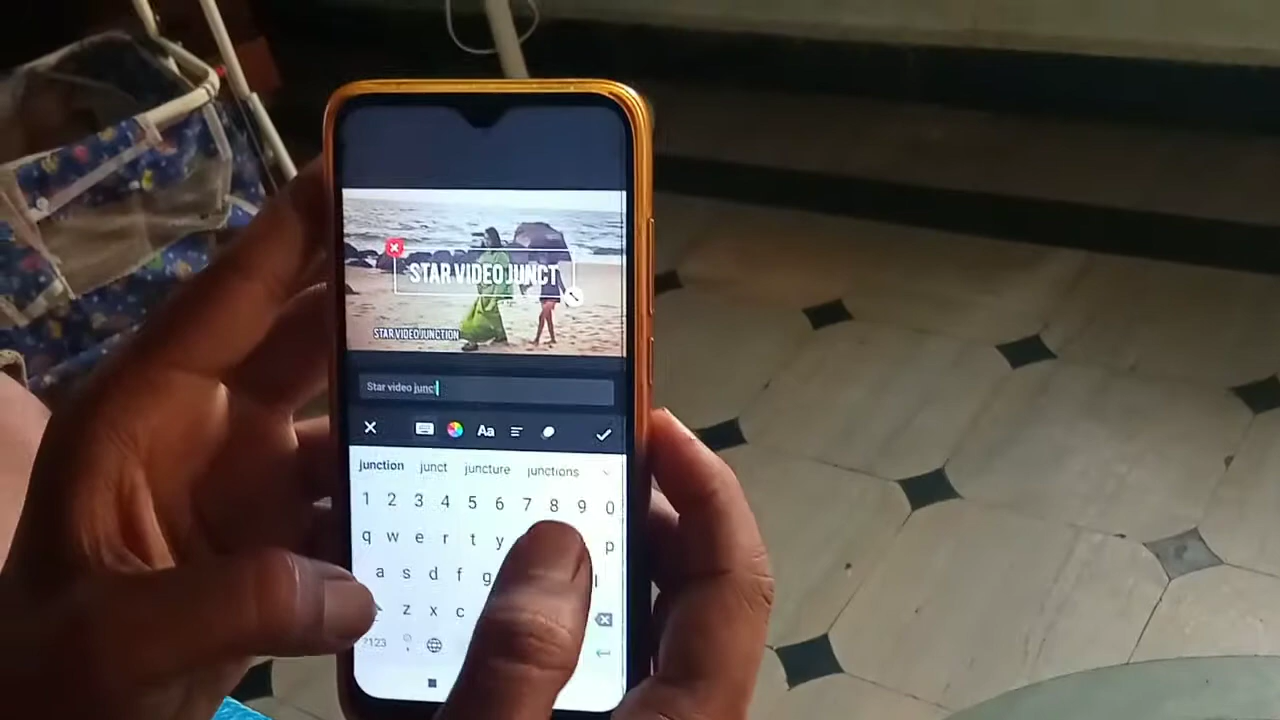 STAR VIDEO JUNCT
STAR VIDEO JUNCTION
Star video junct
Aa
junction junct juncture junctions
1 2 3 4 5 6 7 8 9 0
q w e r t y p
a s d f g l
z x c
?123 ,